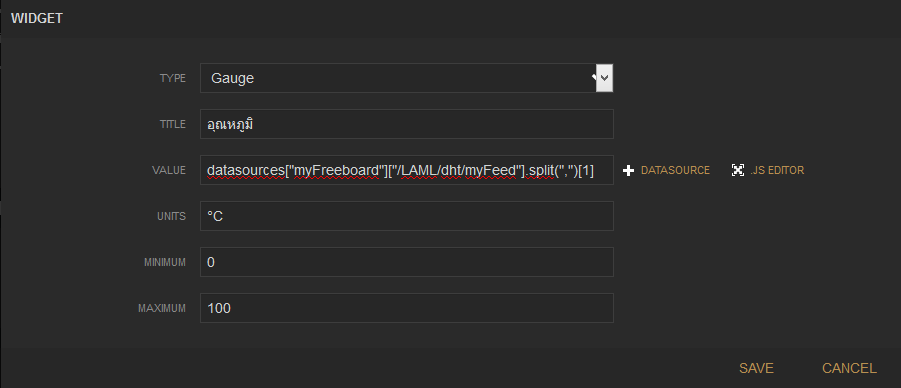 WIDGET
TYPE Gauge
TITLE อุณหภูมิ
VALUE datasources["myFreeboard"]["/LAML/dht/myFeed"].split(",")[1] DATASOURCE .JS EDITOR
UNITS °C
MINIMUM 0
MAXIMUM 100
SAVE CANCEL